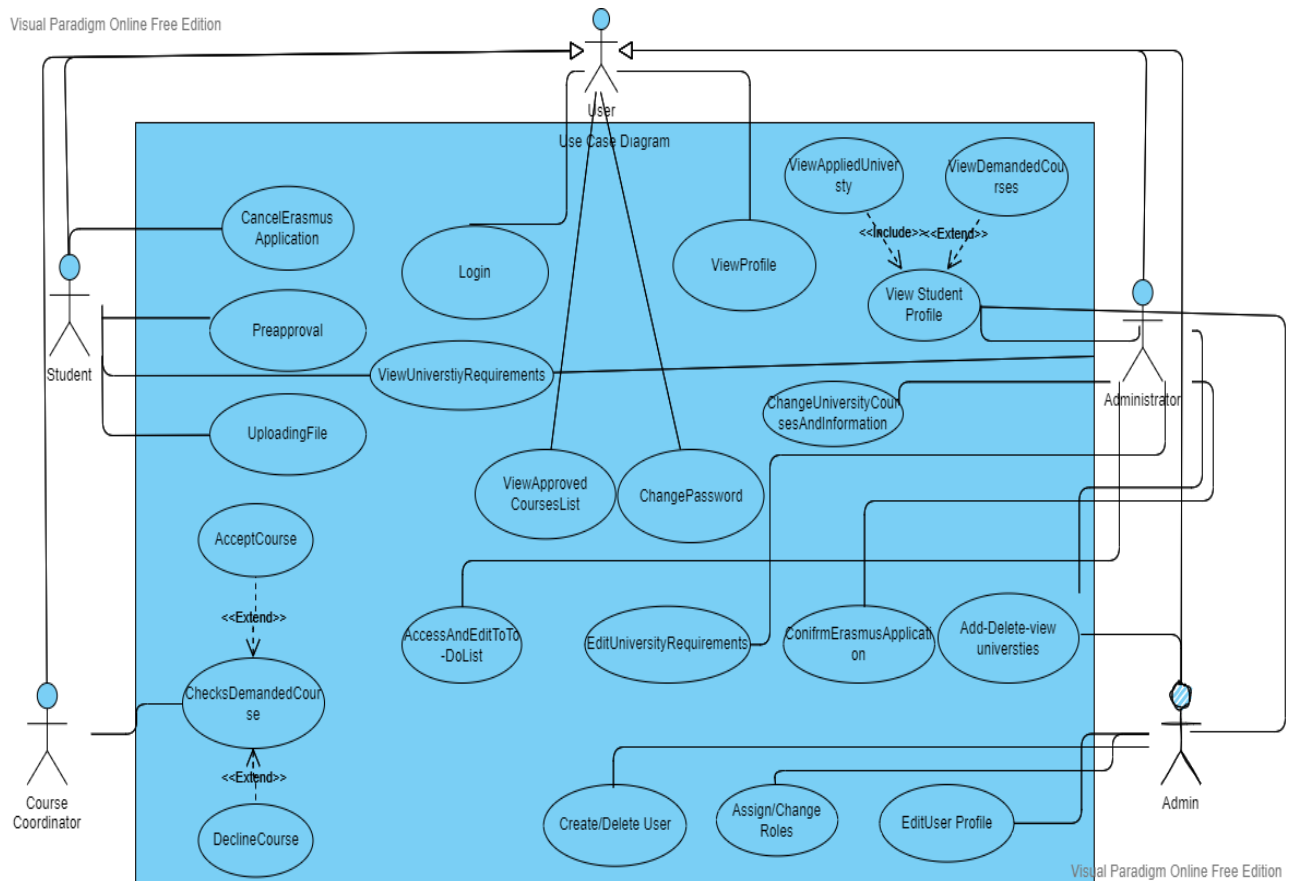 Visual Paradigm Online Free Edition
User
Use Case Diagram
ViewAppliedUniver
sty
ViewDemandedCou
rses
CancelErasmus
Application
<<Include>>
<<Extend>>
Login
ViewProfile
View Student
Profile
Preapproval
Student
ViewUniverstiyRequirements
Administrator
ChangeUniversityCour
sesAndInformation
UploadingFile
ViewApproved
CoursesList
ChangePassword
AcceptCourse
<<Extend>>
AccessAndEditToTo
-DoList
EditUniversityRequirements
ConifrmErasmusApplicati
on
Add-Delete-view
universties
ChecksDemandedCour
se
<<Extend>>
Course
Coordinator
DeclineCourse
Create/Delete User
Assign/Change
Roles
EditUser Profile
Admin
Visual Paradigm Online Free Edition